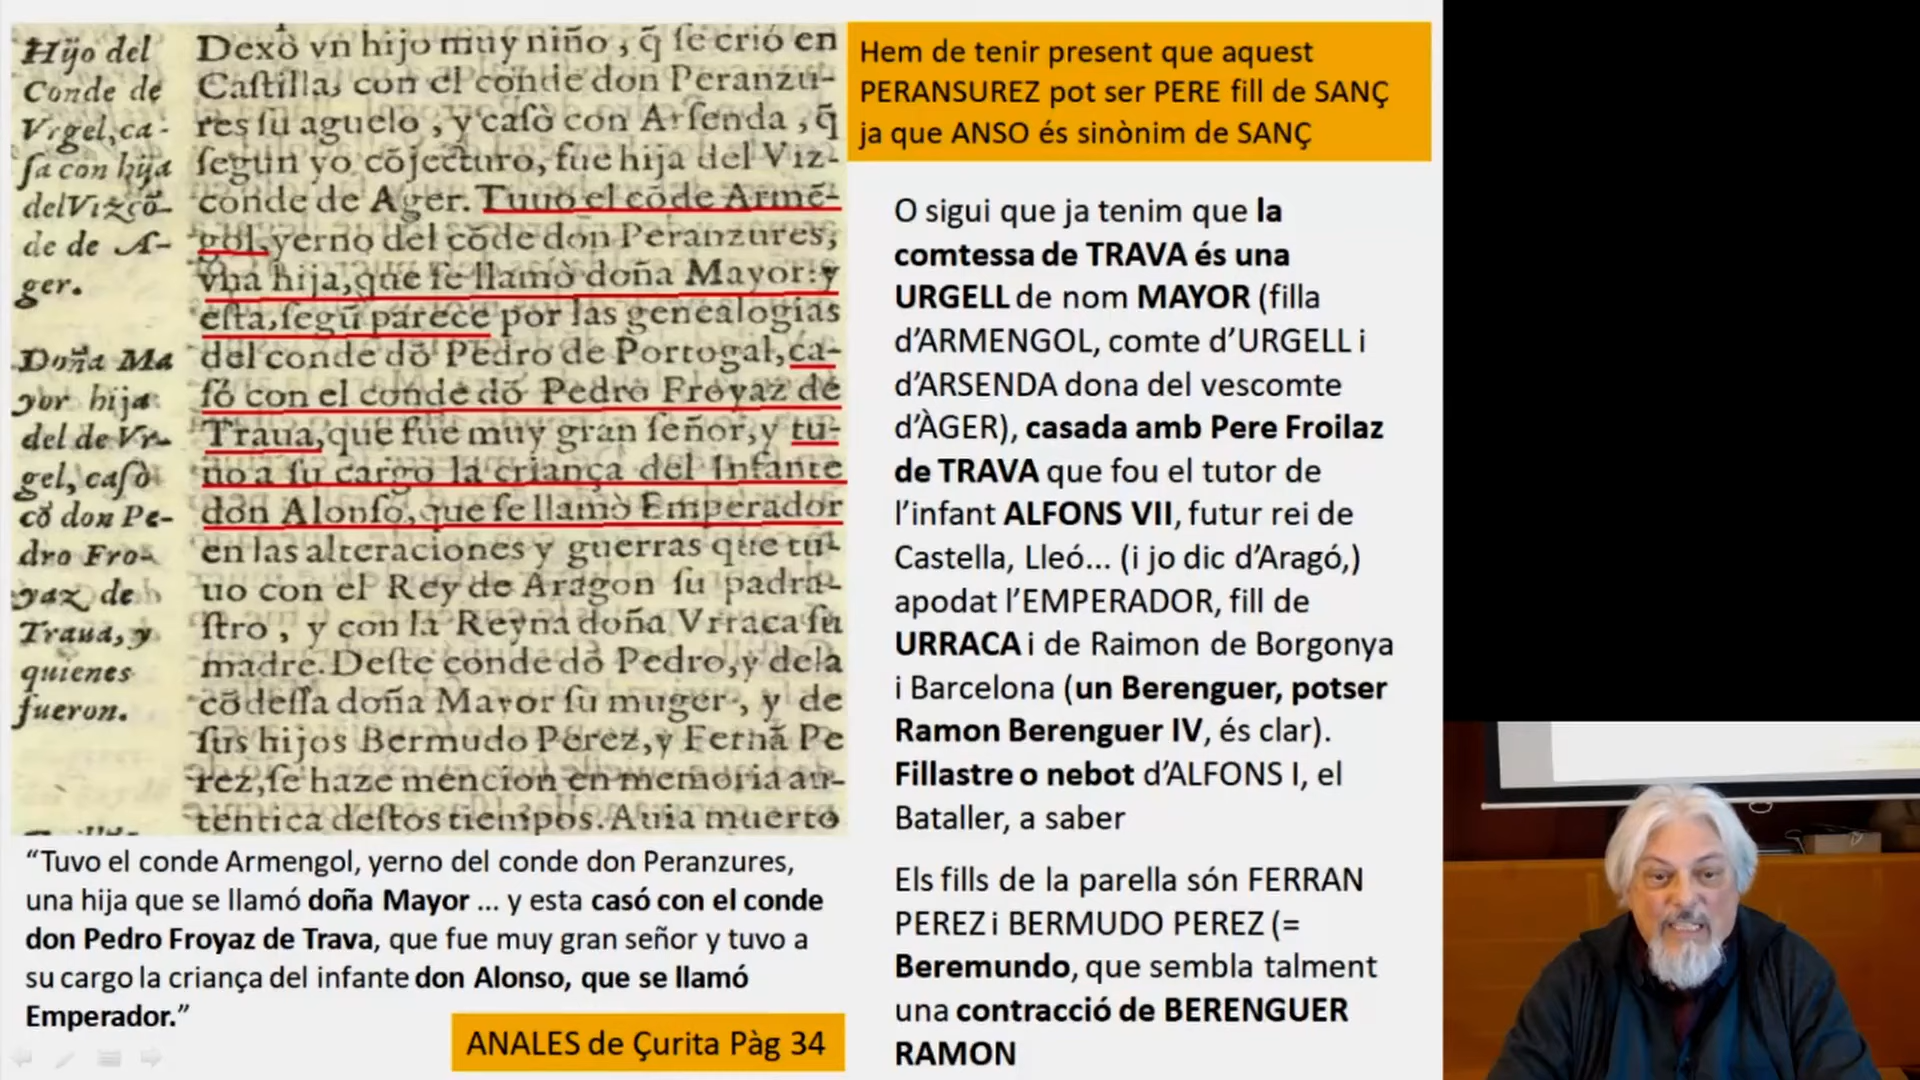 Hijo del
Conde de
Vrgel, ca-
sa con hija
del Vizcõ-
de de A-
ger.
Doña Ma
yor hija
del de Vr-
gel, casò
cõ don Pe-
dro Fro-
yaz de
Traua, y
quienes
fueron.
Dexò vn hijo muy niño, q̃ ſe criò en
Caſtilla, con el conde don Peranzu-
res ſu aguelo, y caſò con Arſenda, q̃
ſegun yo cõjecturo, fue hija del Viz-
conde de Ager. Tuuo el cõde Armẽ-
gol, yerno del cõde don Peranzures,
vna hija, que ſe llamò doña Mayor: y
eſta, ſegũ parece por las genealogias
del conde dõ Pedro de Portogal, ca-
ſó con el conde dõ Pedro Froyaz de
Traua, que fue muy gran ſeñor, y tu-
uo a ſu cargo la criança del Infante
don Alonſo, que ſe llamò Emperador
en las alteraciones y guerras que tu-
uo con el Rey de Aragon ſu padra-
ſtro, y con la Reyna doña Vrraca ſu
madre. Deſte conde dõ Pedro, y de la
cõdeſſa doña Mayor ſu muger, y de
ſus hijos Bermudo Perez, y Fernã Pe
rez, ſe haze mencion en memoria au-
tentica deſtos tiempos. Auia muerto
“Tuvo el conde Armengol, yerno del conde don Peranzures,
una hija que se llamó doña Mayor ... y esta casó con el conde
don Pedro Froyaz de Trava, que fue muy gran señor y tuvo a
su cargo la criança del infante don Alonso, que se llamó
Emperador.”
ANALES de Çurita Pàg 34
Hem de tenir present que aquest
PERANSUREZ pot ser PERE fill de SANÇ
ja que ANSO és sinònim de SANÇ
O sigui que ja tenim que la
comtessa de TRAVA és una
URGELL de nom MAYOR (filla
d’ARMENGOL, comte d’URGELL i
d’ARSENDA dona del vescomte
d’ÀGER), casada amb Pere Froilaz
de TRAVA que fou el tutor de
l’infant ALFONS VII, futur rei de
Castella, Lleó... (i jo dic d’Aragó,)
apodat l’EMPERADOR, fill de
URRACA i de Raimon de Borgonya
i Barcelona (un Berenguer, potser
Ramon Berenguer IV, és clar).
Fillastre o nebot d’ALFONS I, el
Bataller, a saber
Els fills de la parella són FERRAN
PEREZ i BERMUDO PEREZ (=
Beremundo, que sembla talment
una contracció de BERENGUER
RAMON